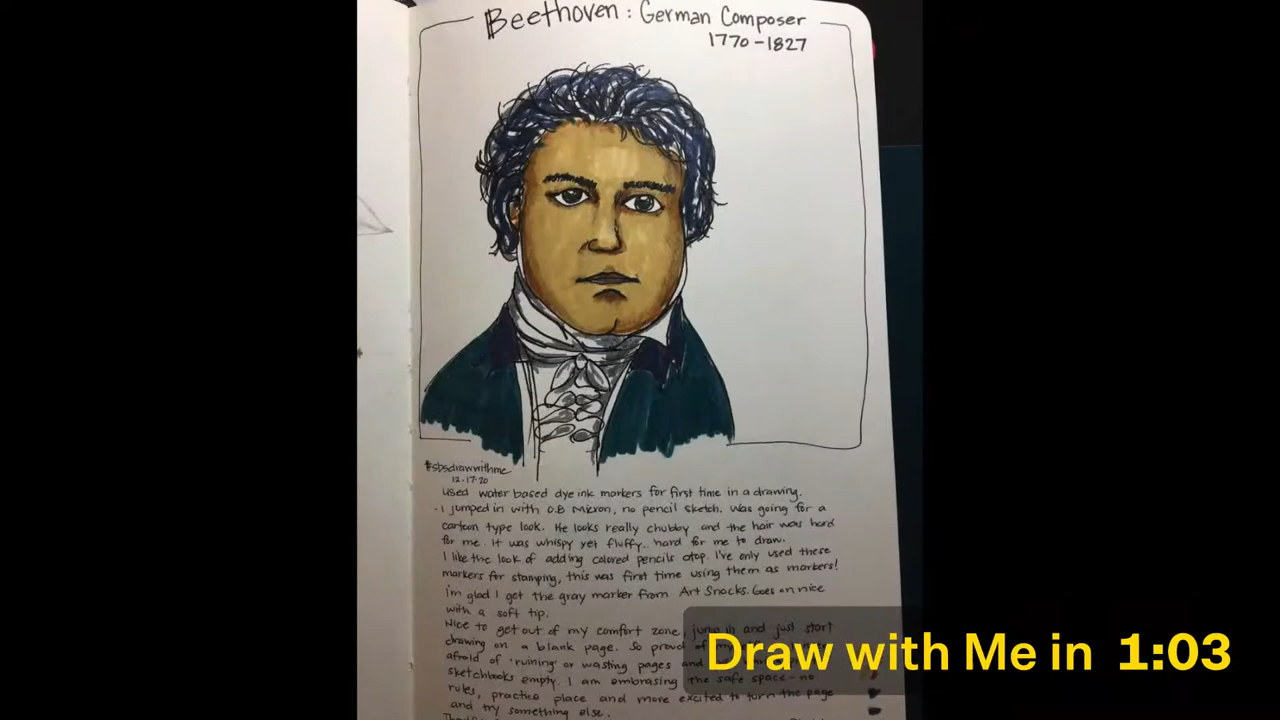 Beethoven : German Composer
1770-1827
#sbsdrawwithme
12.17.20
used water based dye ink markers for first time in a drawing.
. I jumped in with 0.8 Micron, no pencil sketch. Was going for a
cartoon type look. He looks really chubby and the hair was hard
for me. It was whispy yet fluffy.. hard for me to draw.
I like the look of adding colored pencils atop. I've only used these
markers for stamping, this was first time using them as markers!
I'm glad I got the gray marker from Art Snacks. Goes on nice
with a soft tip.
Nice to get out of my comfort zone, jump in and just start
drawing on a blank page. So proud of
afraid of 'ruining' or wasting pages and
sketchbooks empty. I am embrasing the safe space - no
rules, practice place and more excited to turn the page
and try something else.
Draw with Me in 1:03